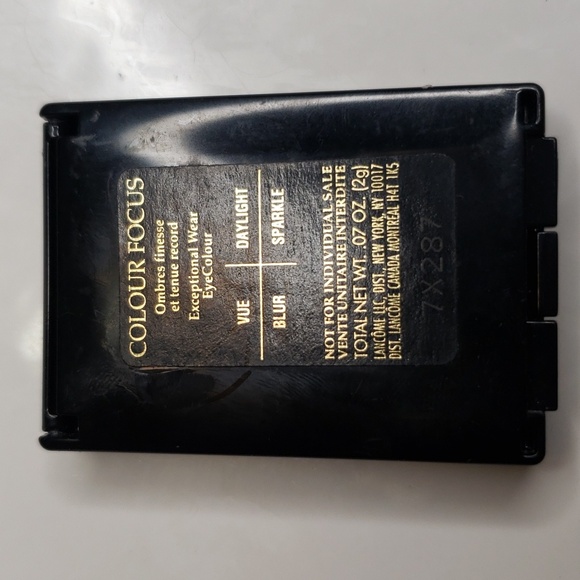 COLOUR FOCUS
Ombres finesse
et tenue record
Exceptional Wear
EyeColour
VUE DAYLIGHT
BLUR SPARKLE
NOT FOR INDIVIDUAL SALE
VENTE UNITAIRE INTERDITE
TOTAL NET WT. .07 OZ. (2g)
LANCÔME LLC, DIST., NEW YORK, NY 10017
DIST. LANCÔME CANADA MONTRÉAL H4T 1K5
7X287